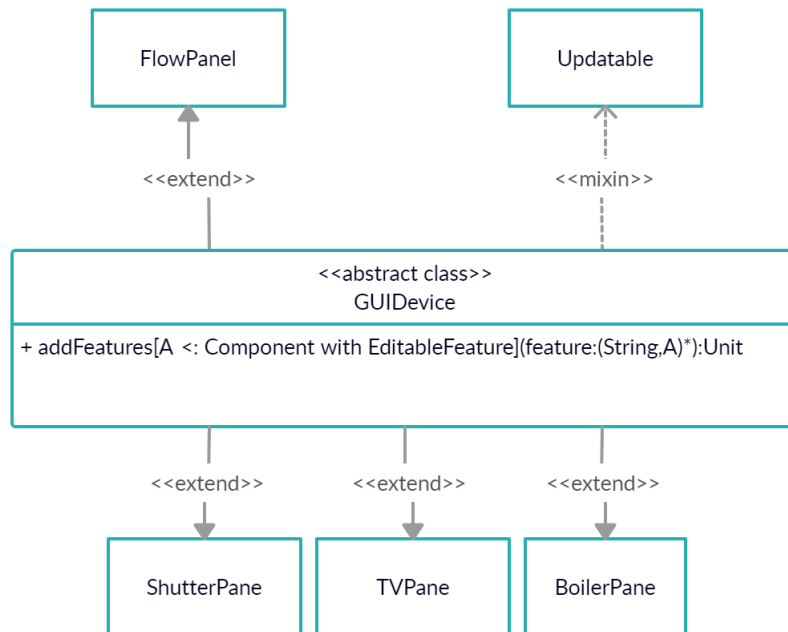 FlowPanel
Updatable
<<extend>>
<<mixin>>
<<abstract class>>
GUIDevice
+ addFeatures[A <: Component with EditableFeature](feature:(String,A)*):Unit
<<extend>>
<<extend>>
<<extend>>
ShutterPane
TVPane
BoilerPane